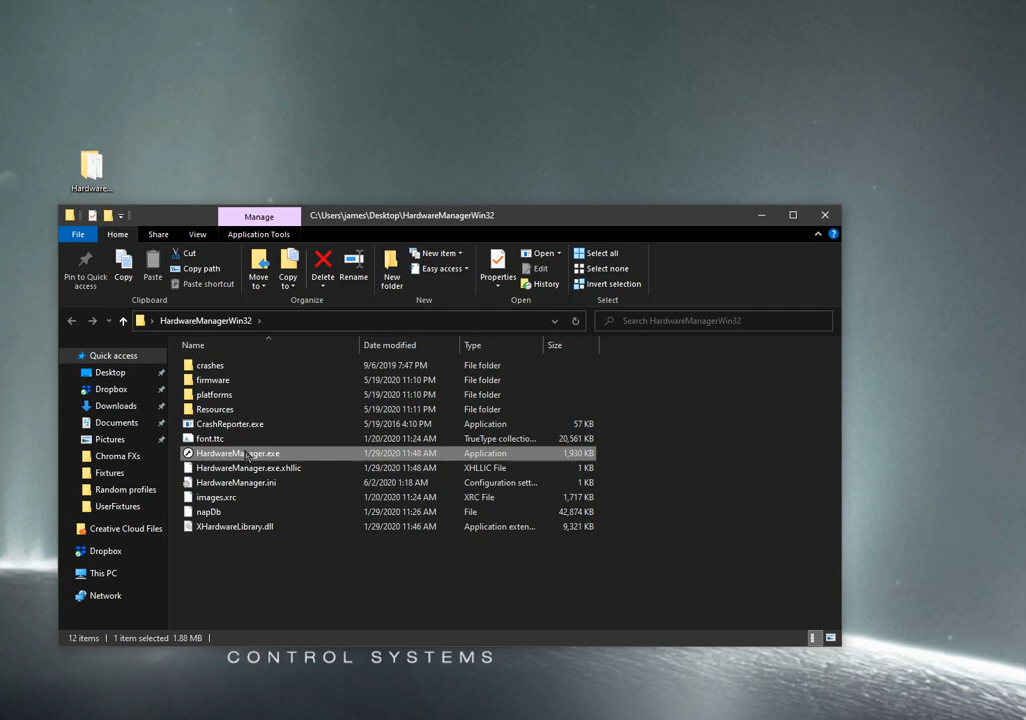 Hardware...
Manage
C:\Users\james\Desktop\HardwareManagerWin32
File Home Share View Application Tools
Pin to Quick access
Copy
Paste
Cut
Copy path
Paste shortcut
Move to
Copy to
Delete
Rename
New folder
New item
Easy access
Properties
Open
Edit
History
Select all
Select none
Invert selection
Clipboard Organize New Open Select
HardwareManagerWin32
Search HardwareManagerWin32
Name Date modified Type Size
Quick access
Desktop
Dropbox
Downloads
Documents
Pictures
Chroma FXs
Fixtures
Random profiles
UserFixtures
Creative Cloud Files
Dropbox
This PC
Network
crashes 9/6/2019 7:47 PM File folder
firmware 5/19/2020 11:10 PM File folder
platforms 5/19/2020 11:10 PM File folder
Resources 5/19/2020 11:11 PM File folder
CrashReporter.exe 5/19/2016 4:10 PM Application 57 KB
font.ttc 1/20/2020 11:24 AM TrueType collectio... 20,561 KB
HardwareManager.exe 1/29/2020 11:48 AM Application 1,930 KB
HardwareManager.exe.xhllic 1/29/2020 11:48 AM XHLLIC File 1 KB
HardwareManager.ini 6/2/2020 1:18 AM Configuration sett... 1 KB
images.xrc 1/20/2020 11:24 AM XRC File 1,717 KB
napDb 1/29/2020 11:26 AM File 42,874 KB
XHardwareLibrary.dll 1/29/2020 11:46 AM Application exten... 9,321 KB
12 items 1 item selected 1.88 MB
CONTROL SYSTEMS